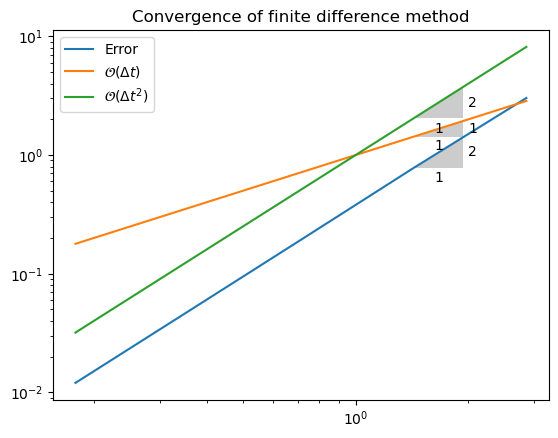 Convergence of finite difference method
10¹
Error
𝒪(Δt)
𝒪(Δt²)
2
1 1
10⁰
1
2
1
10⁻¹
10⁻²
10⁰